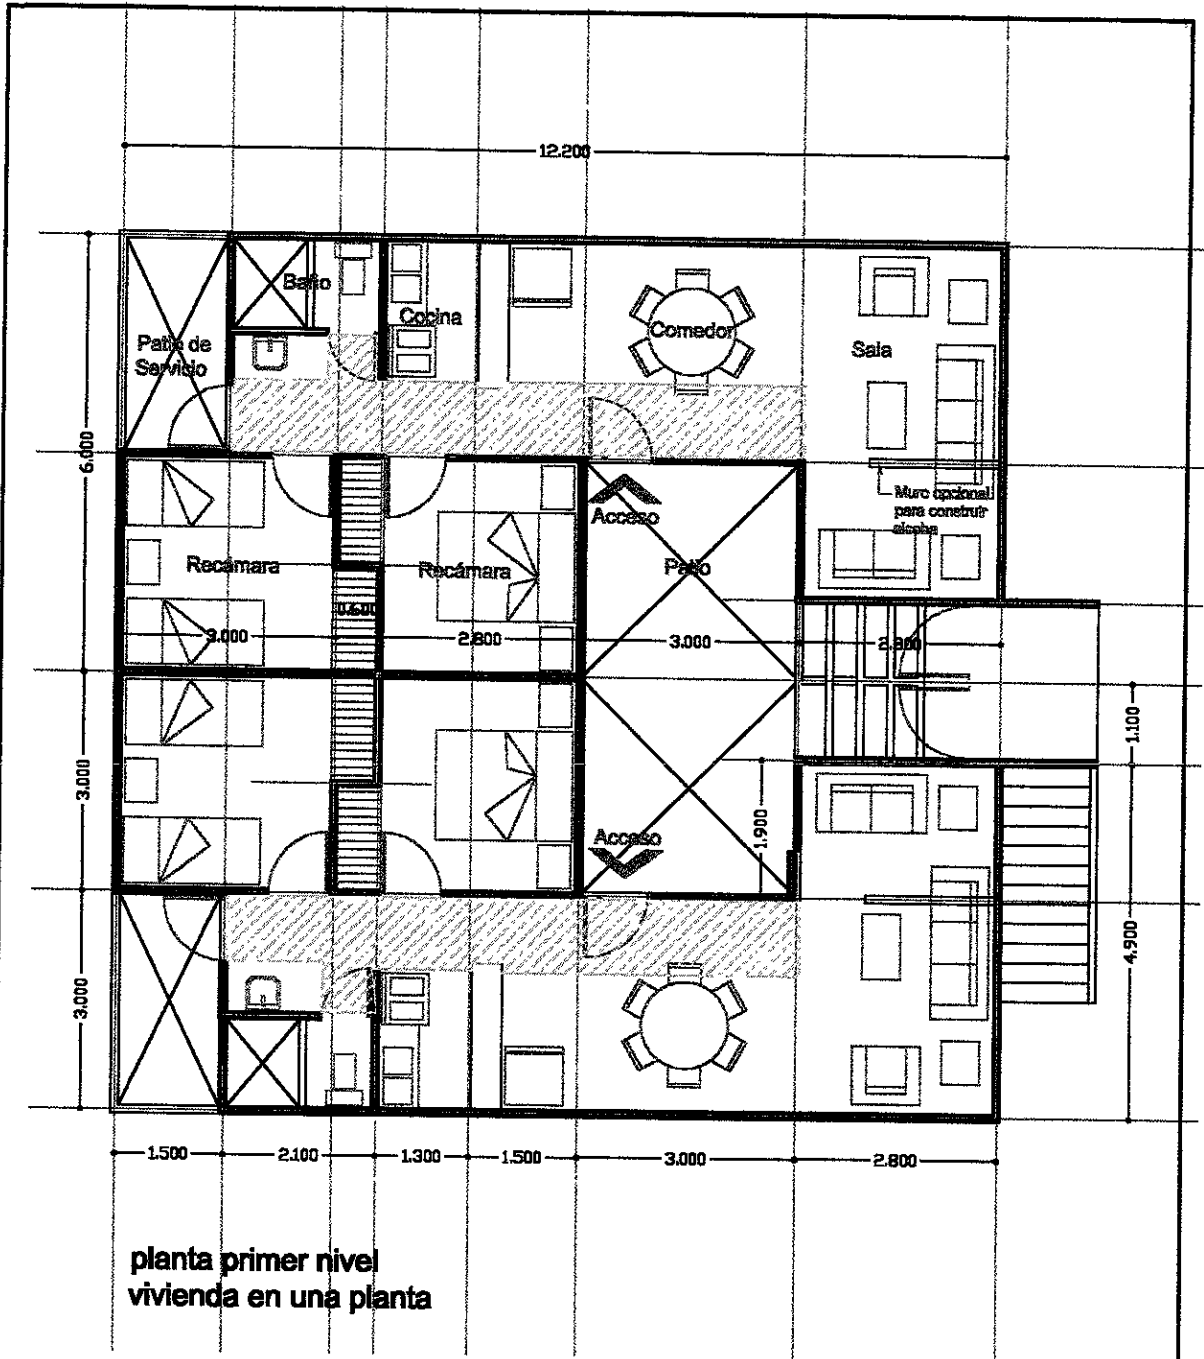 12.200
Baño
Cocina
Comedor
Patio de
Servicio
Sala
6.000
Muro opcional
para construir
alcoba
Acceso
Recámara
Recámara
Patio
0.600
3.000
2.800
3.000
2.800
1.100
3.000
1.900
Acceso
4.900
3.000
1.500
2.100
1.300
1.500
3.000
2.800
planta primer nivel
vivienda en una planta